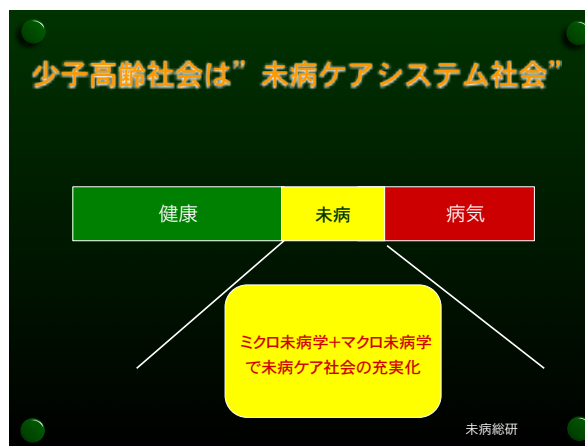 少子高齢社会は”未病ケアシステム社会”
健康 未病 病気
ミクロ未病学+マクロ未病学
で未病ケア社会の充実化
未病総研